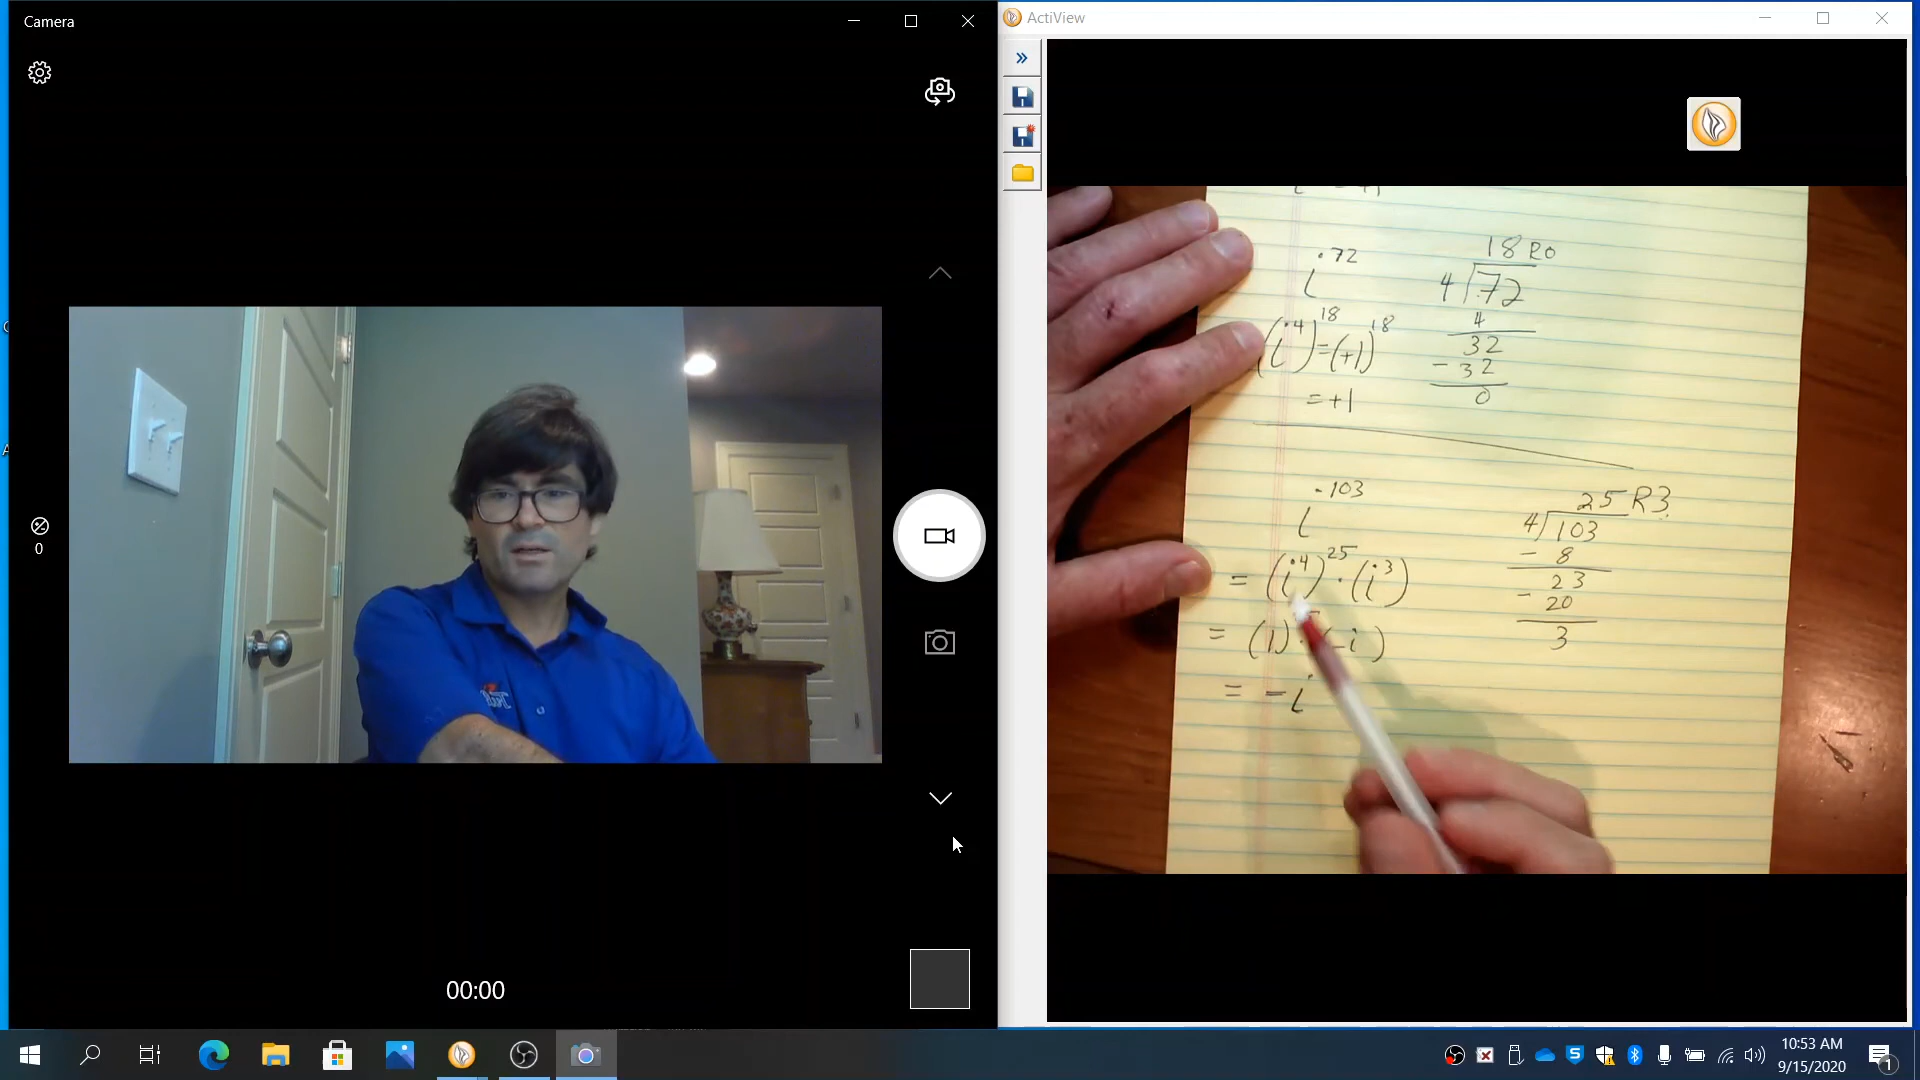 Camera
0
00:00
ActiView
i^72
(i^4)^18=(+1)^18
=+1
18 R0
4 72
4
32
- 32
0
i^103
= (i^4)^25 · (i^3)
= (1) · (-i)
= -i
25 R3
4 103
- 8
23
- 20
3
10:53 AM
9/15/2020
1